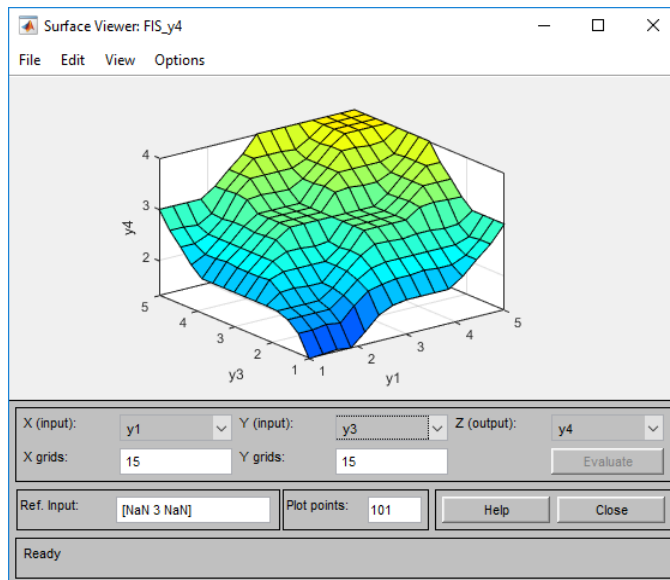 Surface Viewer: FIS_y4
File Edit View Options
4
3
2
y4
5
4
3
2
1
y3
1
2
3
4
5
y1
X (input): y1 Y (input): y3 Z (output): y4
X grids: 15 Y grids: 15 Evaluate
Ref. Input: [NaN 3 NaN] Plot points: 101 Help Close
Ready